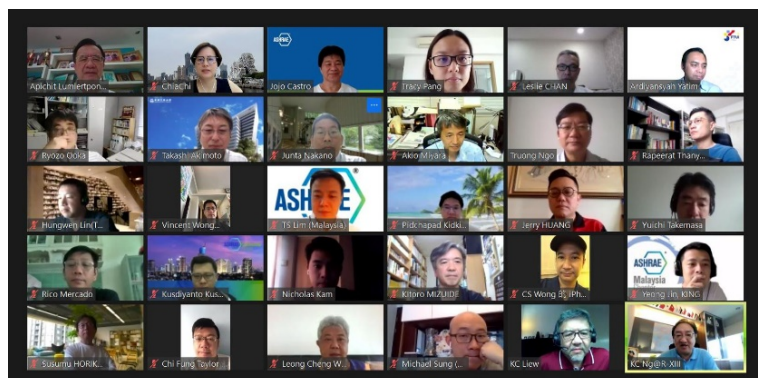 Apichit Lumlertpon...
ChiaChi
ASHRAE
Jojo Castro
Tracy Pang
Leslie CHAN
Ardiyansyah Yatim
Ryozo Ooka
Takashi Akimoto
Junta Nakano
Akio Miyara
Truong Ngo
Rapeerat Thany...
Hungwen Lin(T...
Vincent Wong...
ASHRAE
TS Lim (Malaysia)
Pidchapad Kidki...
Jerry HUANG
Yuichi Takemasa
Rico Mercado
Kusdiyanto Kus...
Nicholas Kam
Kitoro MIZUIDE
CS Wong
ASHRAE
Malaysia
Yeong Lin, KING
Susumu HORIK...
Chi Fung Taylor
Leong Cheng W...
Michael Sung (...
KC Liew
KC Ng@R-XIII